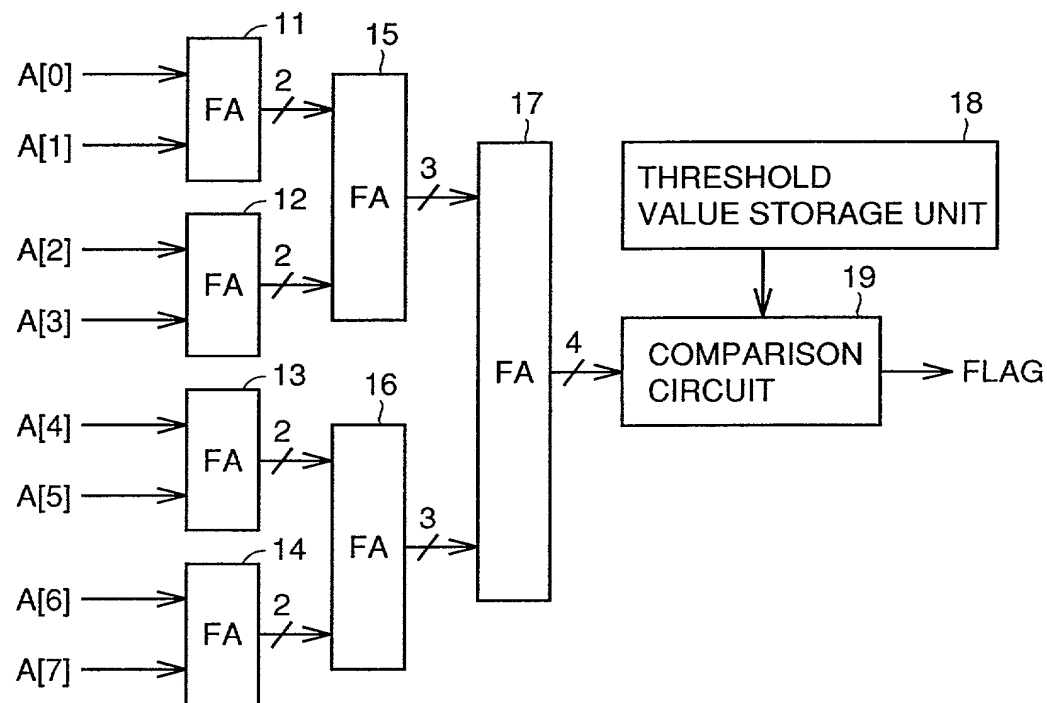 11
15
A[0]
2
FA
17
18
A[1]
12
3
THRESHOLD
VALUE STORAGE UNIT
FA
A[2]
2
FA
19
A[3]
4
COMPARISON
CIRCUIT
FLAG
FA
13
16
A[4]
2
FA
A[5]
3
14
FA
A[6]
2
FA
A[7]